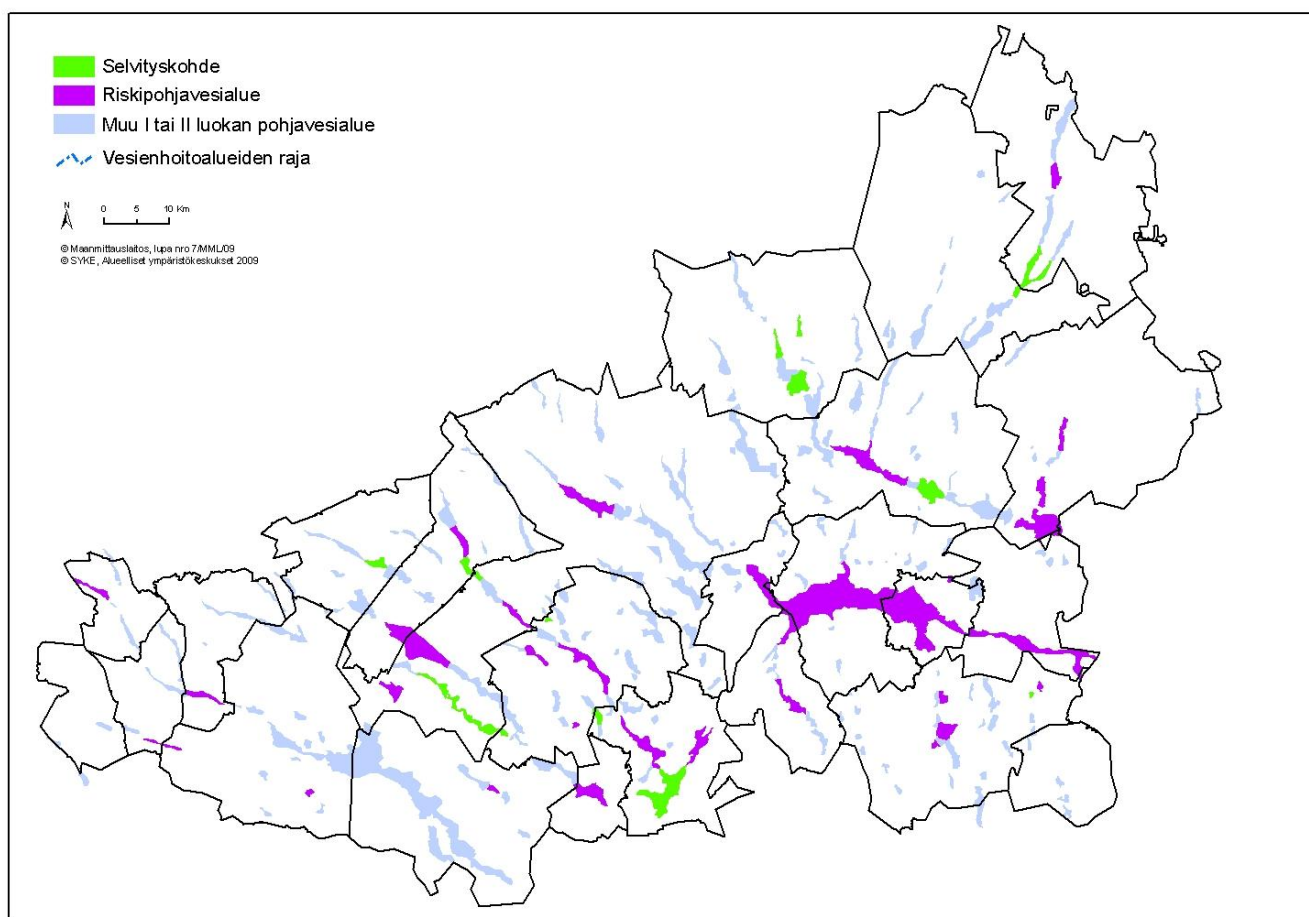 Selvityskohde
Riskipohjavesialue
Muu I tai II luokan pohjavesialue
Vesienhoitoalueiden raja
N
0 5 10 Km
© Maanmittauslaitos, lupa nro 7/MML/09
© SYKE, Alueelliset ympäristökeskukset 2009